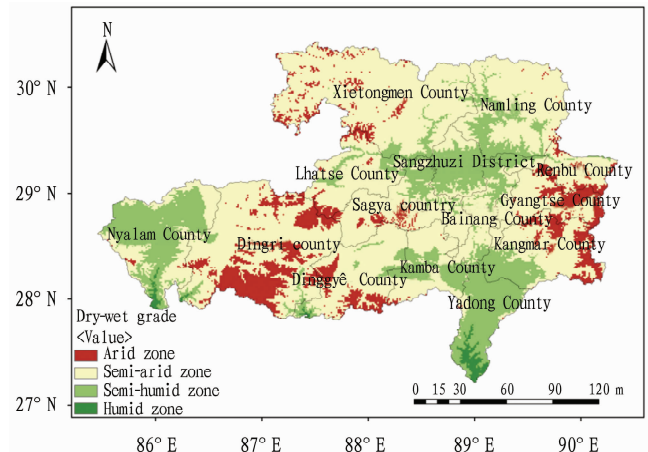 N
30° N
Xietongmen County
Namling County
Sangzhuzi District
Renbu County
Lhatse County
29° N
Sagya country
Gyangtse County
Bainang County
Nyalam County
Dingri county
Kangmar County
Kamba County
Dinggyê County
28° N
Yadong County
Dry-wet grade
<Value>
Arid zone
Semi-arid zone
Semi-humid zone
Humid zone
0 15 30 60 90 120 m
27° N
86° E 87° E 88° E 89° E 90° E